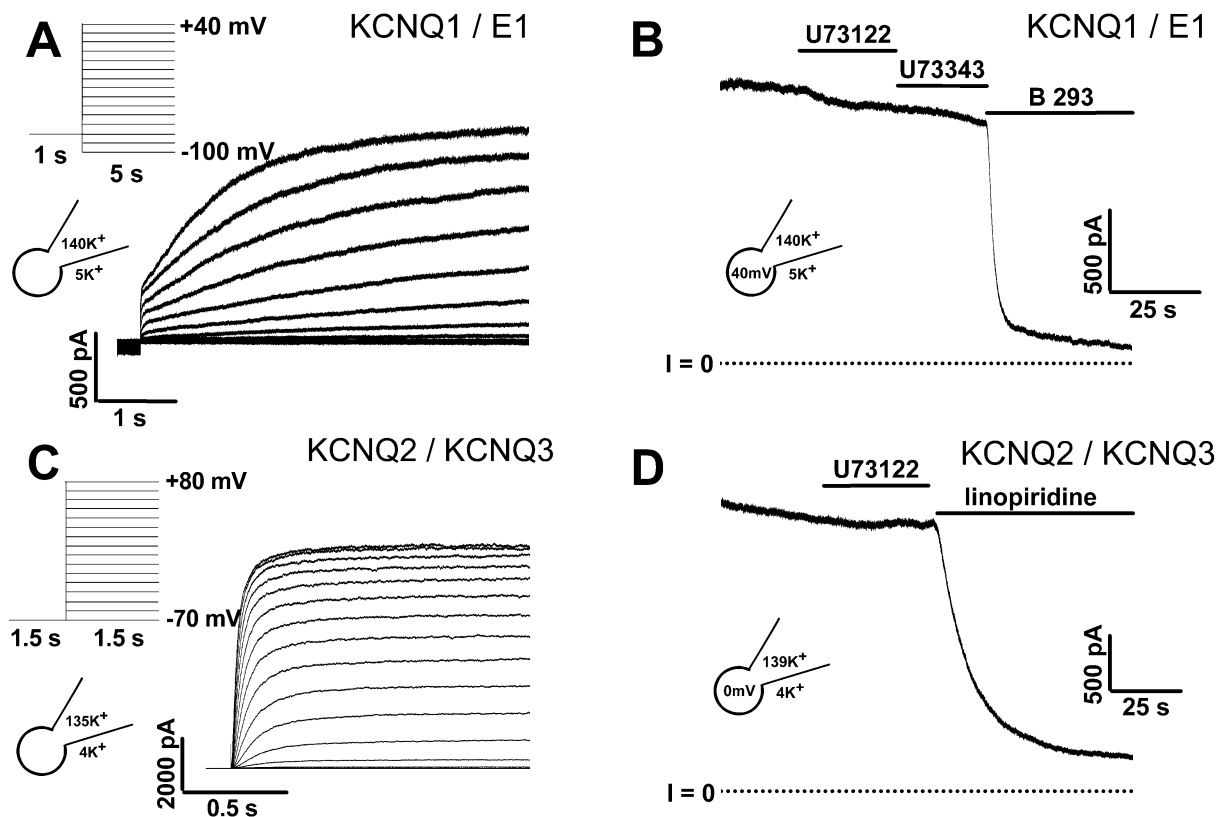 A
KCNQ1 / E1
+40 mV
-100 mV
1 s
5 s
140K+
5K+
500 pA
1 s
B
KCNQ1 / E1
U73122
U73343
B 293
140K+
40mV
5K+
500 pA
25 s
I = 0
C
KCNQ2 / KCNQ3
+80 mV
-70 mV
1.5 s
1.5 s
135K+
4K+
2000 pA
0.5 s
D
KCNQ2 / KCNQ3
U73122
linopiridine
139K+
0mV
4K+
500 pA
25 s
I = 0